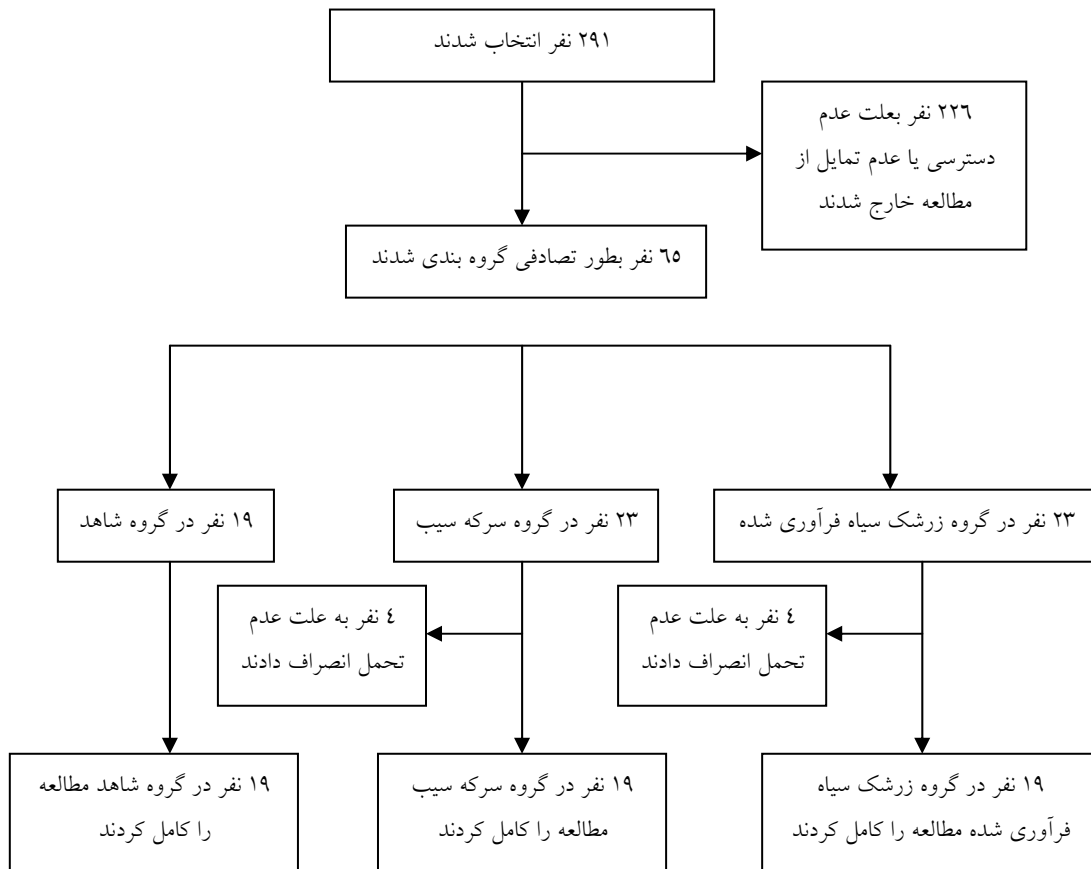 ۲۹۱ نفر انتخاب شدند
۲۲٦ نفر بعلت عدم
دسترسی یا عدم تمایل از
مطالعه خارج شدند
٦٥ نفر بطور تصادفی گروه بندی شدند
۲۳ نفر در گروه زرشک سیاه فرآوری شده
۲۳ نفر در گروه سرکه سیب
۱۹ نفر در گروه شاهد
٤ نفر به علت عدم
تحمل انصراف دادند
٤ نفر به علت عدم
تحمل انصراف دادند
۱۹ نفر در گروه زرشک سیاه
فرآوری شده مطالعه را کامل کردند
۱۹ نفر در گروه سرکه سیب
مطالعه را کامل کردند
۱۹ نفر در گروه شاهد مطالعه
را کامل کردند